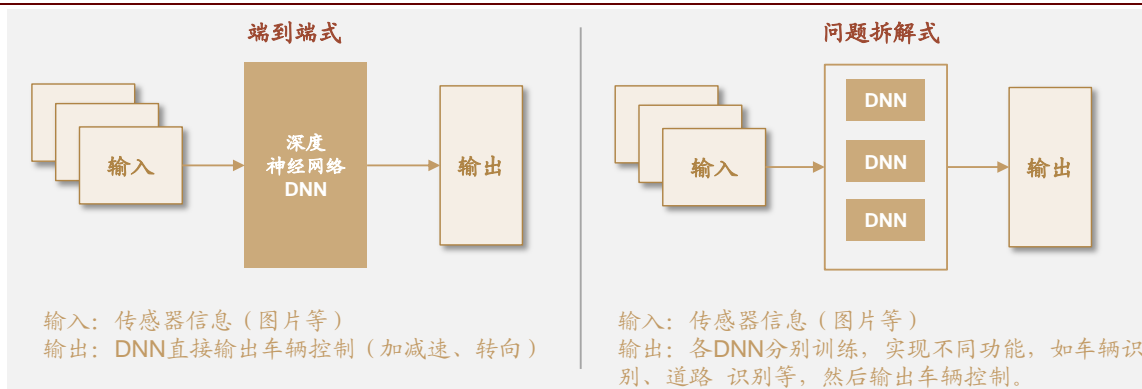 端到端式
输入
深度
神经网络
DNN
输出
输入：传感器信息（图片等）
输出：DNN直接输出车辆控制（加减速、转向）
问题拆解式
输入
DNN
DNN
DNN
输出
输入：传感器信息（图片等）
输出：各DNN分别训练，实现不同功能，如车辆识
别、道路 识别等，然后输出车辆控制。